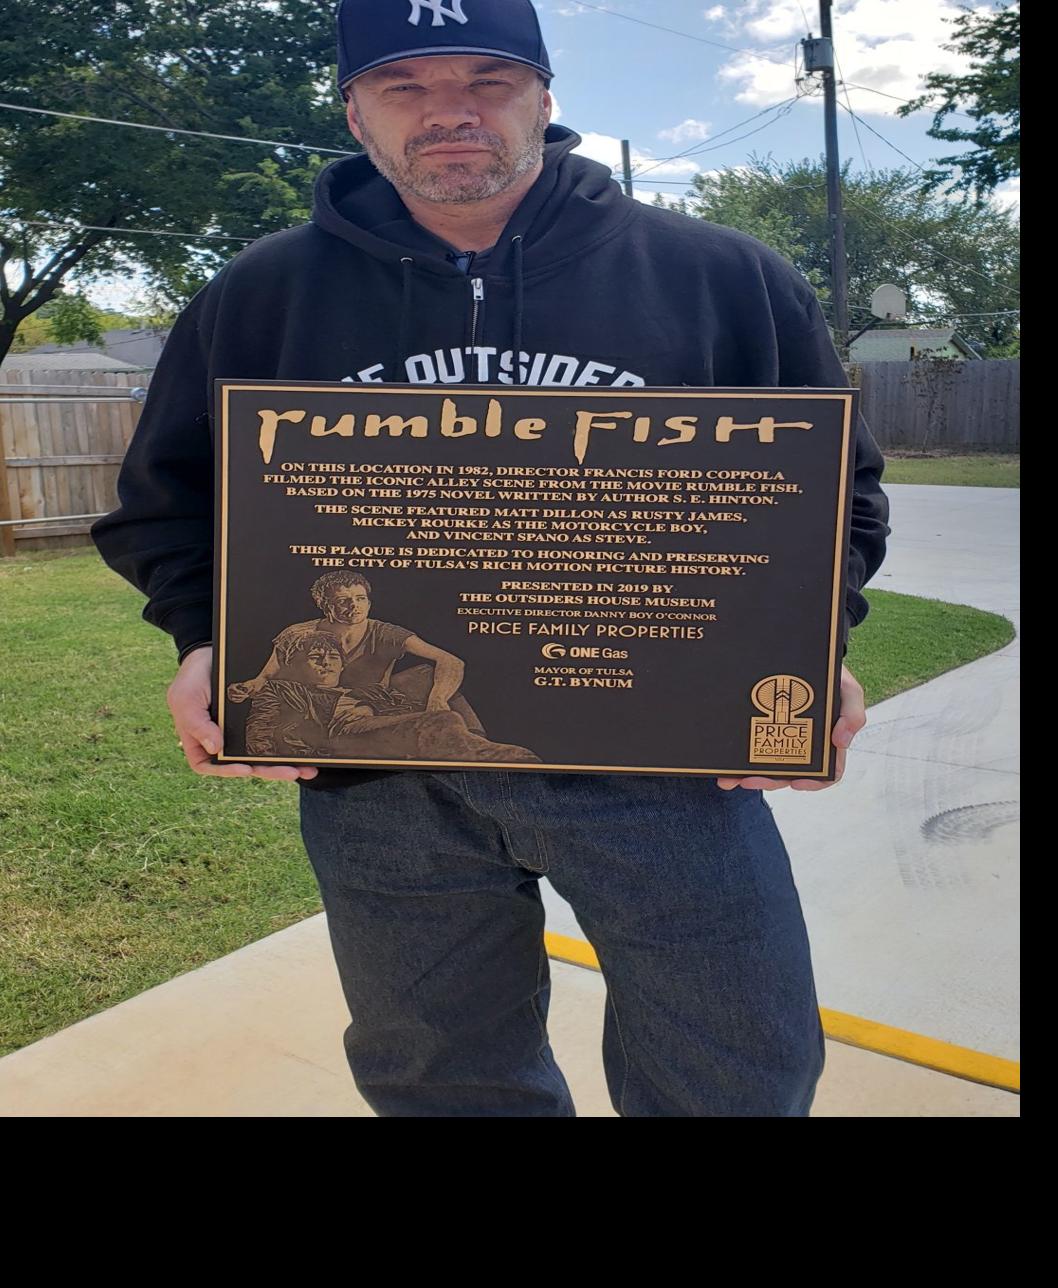 NY
THE OUTSIDERS
rumble FISH
ON THIS LOCATION IN 1982, DIRECTOR FRANCIS FORD COPPOLA
FILMED THE ICONIC ALLEY SCENE FROM THE MOVIE RUMBLE FISH,
BASED ON THE 1975 NOVEL WRITTEN BY AUTHOR S. E. HINTON.
THE SCENE FEATURED MATT DILLON AS RUSTY JAMES,
MICKEY ROURKE AS THE MOTORCYCLE BOY,
AND VINCENT SPANO AS STEVE.
THIS PLAQUE IS DEDICATED TO HONORING AND PRESERVING
THE CITY OF TULSA'S RICH MOTION PICTURE HISTORY.
PRESENTED IN 2019 BY
THE OUTSIDERS HOUSE MUSEUM
EXECUTIVE DIRECTOR DANNY BOY O'CONNOR
PRICE FAMILY PROPERTIES
ONE Gas
MAYOR OF TULSA
G.T. BYNUM
PRICE
FAMILY
PROPERTIES